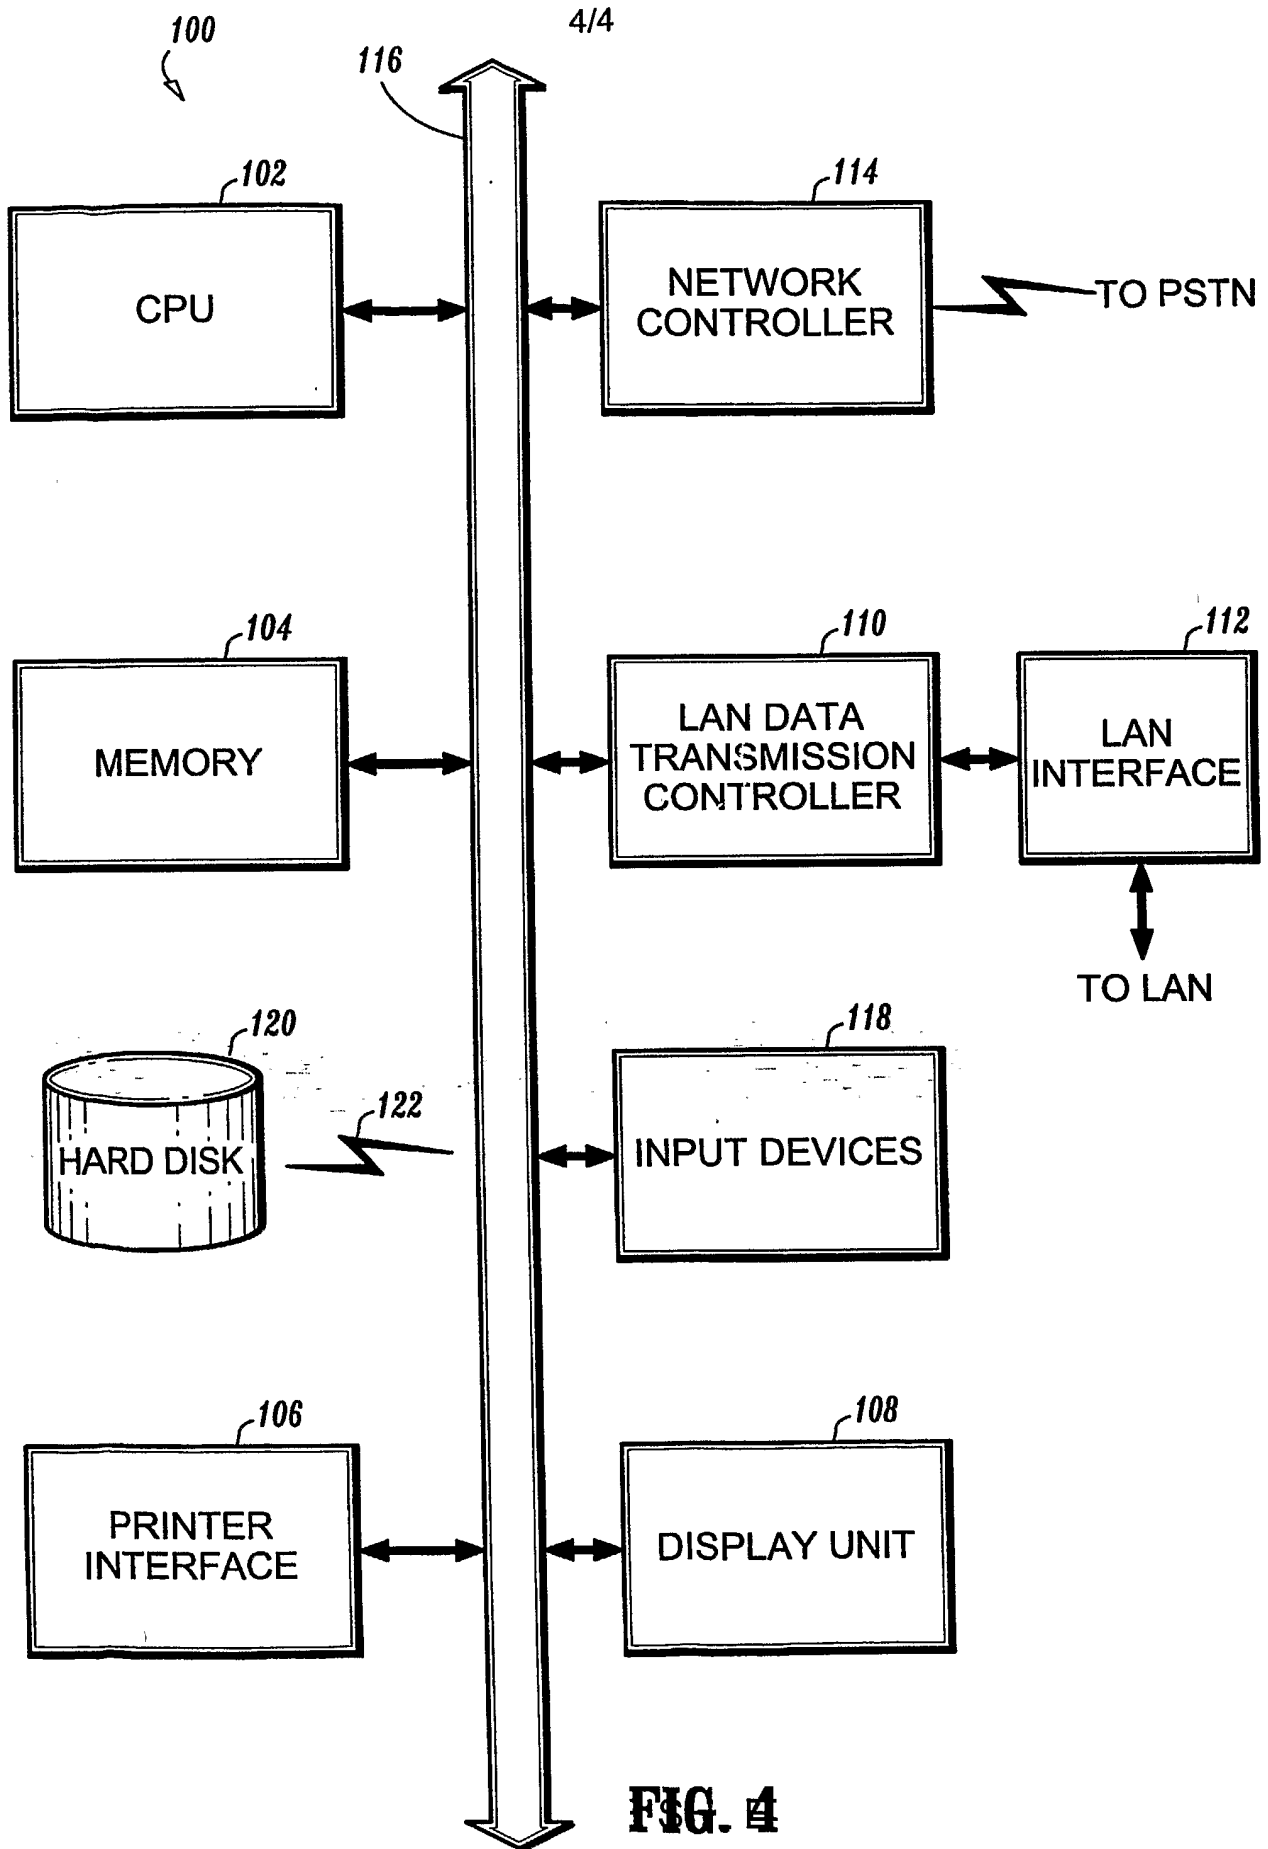 4/4
100
116
102
CPU
114
NETWORK
CONTROLLER
TO PSTN
104
MEMORY
110
LAN DATA
TRANSMISSION
CONTROLLER
112
LAN
INTERFACE
TO LAN
120
HARD DISK
122
118
INPUT DEVICES
106
PRINTER
INTERFACE
108
DISPLAY UNIT
FIG. 4